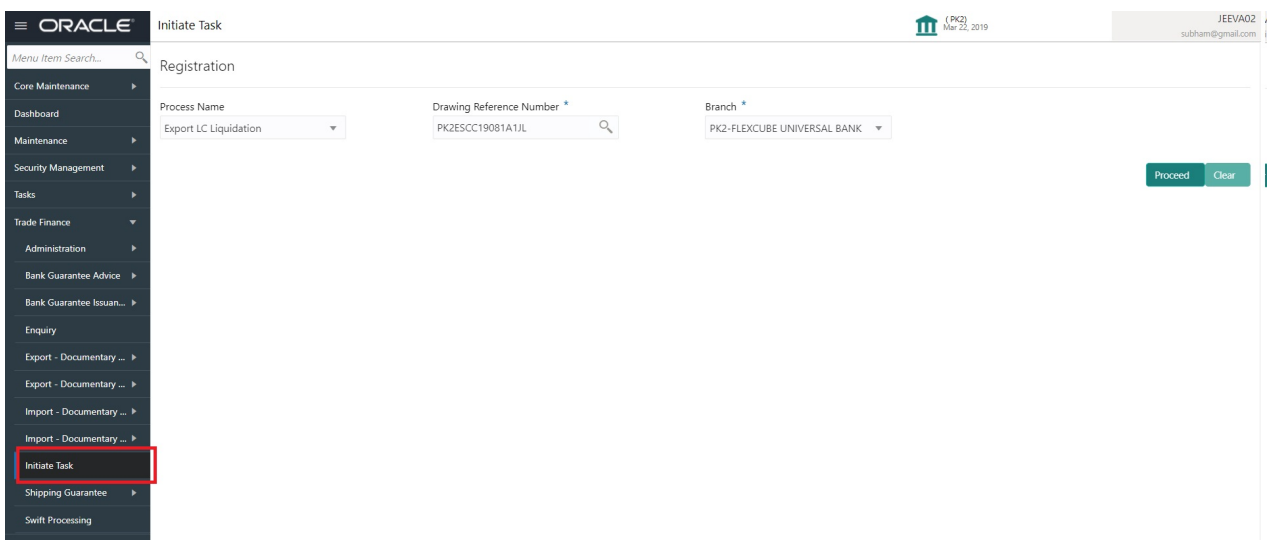 ORACLE
Initiate Task
(PK2)
Mar 22, 2019
JEEVA02
subham@gmail.com
Menu Item Search...
Core Maintenance
Dashboard
Maintenance
Security Management
Tasks
Trade Finance
Administration
Bank Guarantee Advice
Bank Guarantee Issuan...
Enquiry
Export - Documentary ...
Export - Documentary ...
Import - Documentary ...
Import - Documentary ...
Initiate Task
Shipping Guarantee
Swift Processing
Registration
Process Name
Export LC Liquidation
Drawing Reference Number *
PK2ESCC19081A1JL
Branch *
PK2-FLEXCUBE UNIVERSAL BANK
Proceed
Clear